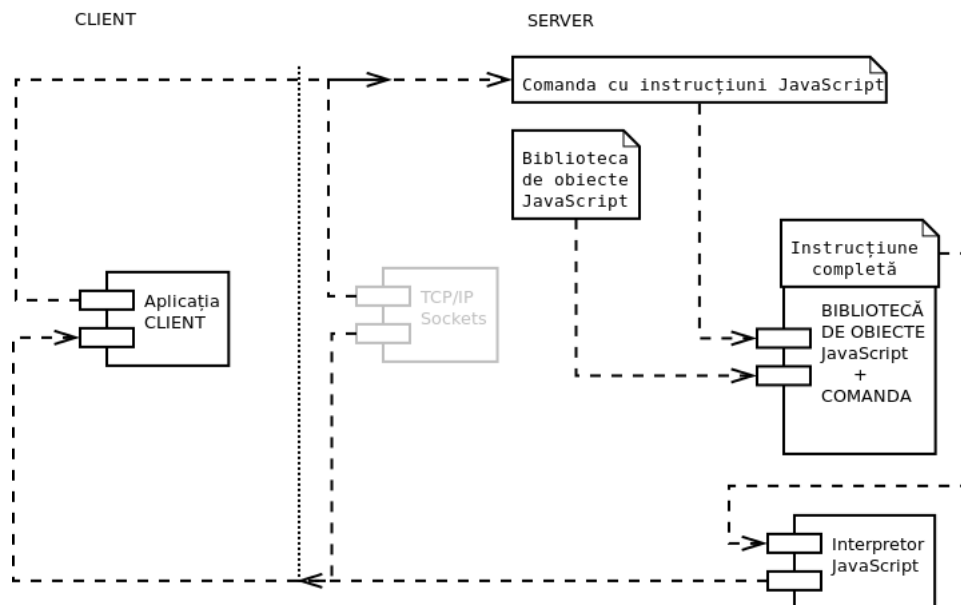 CLIENT
SERVER
Comanda cu instrucțiuni JavaScript
Biblioteca
de obiecte
JavaScript
Instrucțiune
completă
Aplicația
CLIENT
TCP/IP
Sockets
BIBLIOTECĂ
DE OBIECTE
JavaScript
+
COMANDA
Interpretor
JavaScript